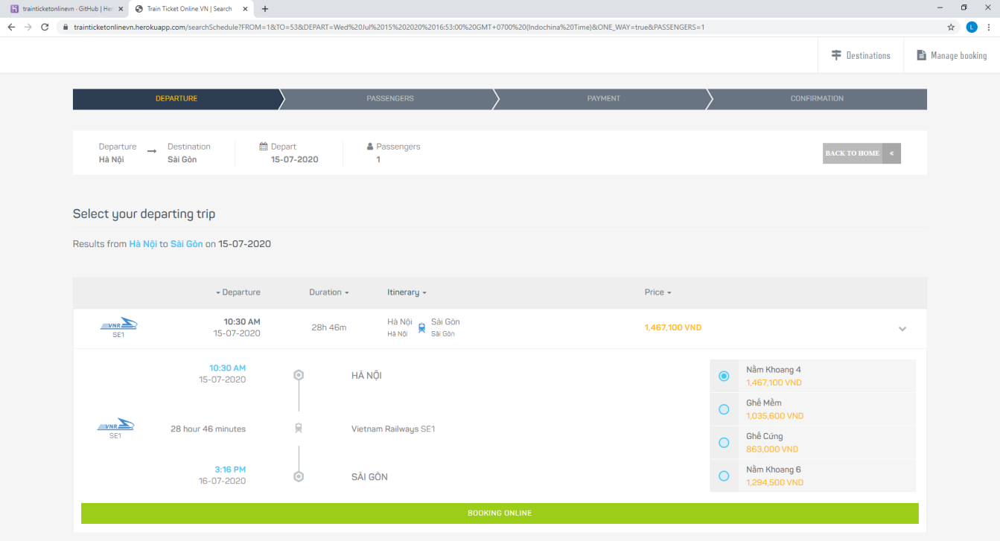 trainticketonlinevn · GitHub | Her
Train Ticket Online VN | Search
trainticketonlinevn.herokuapp.com/searchSchedule?FROM=1&TO=53&DEPART=Wed%20Jul%2015%202020%2016:53:00%20GMT+0700%20(Indochina%20Time)&ONE_WAY=true&PASSENGERS=1
L
Destinations
Manage booking
DEPARTURE
PASSENGERS
PAYMENT
CONFIRMATION
Departure → Destination
Hà Nội Sài Gòn
Depart
15-07-2020
Passengers
1
BACK TO HOME «
Select your departing trip
Results from Hà Nội to Sài Gòn on 15-07-2020
Departure Duration Itinerary Price
VNR
SE1
10:30 AM
15-07-2020
28h 46m
Hà Nội Sài Gòn
Hà Nội Sài Gòn
1,467,100 VND
10:30 AM
15-07-2020
HÀ NỘI
VNR
SE1
28 hour 46 minutes
Vietnam Railways SE1
3:16 PM
16-07-2020
SÀI GÒN
Nằm Khoang 4
1,467,100 VND
Ghế Mềm
1,035,600 VND
Ghế Cứng
863,000 VND
Nằm Khoang 6
1,294,500 VND
BOOKING ONLINE